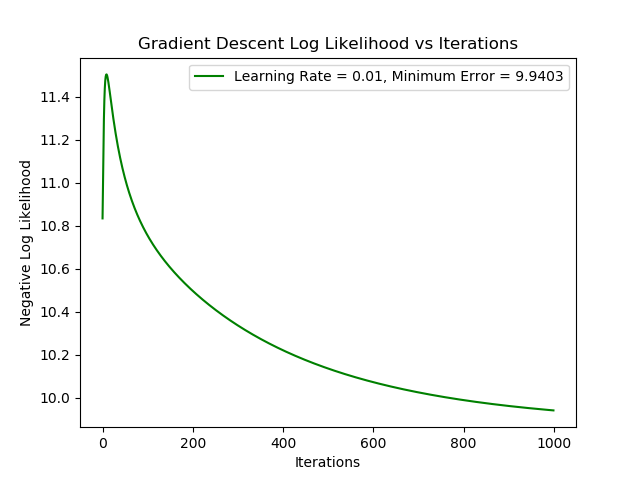 Gradient Descent Log Likelihood vs Iterations
Learning Rate = 0.01, Minimum Error = 9.9403
Negative Log Likelihood
11.4
11.2
11.0
10.8
10.6
10.4
10.2
10.0
0 200 400 600 800 1000
Iterations